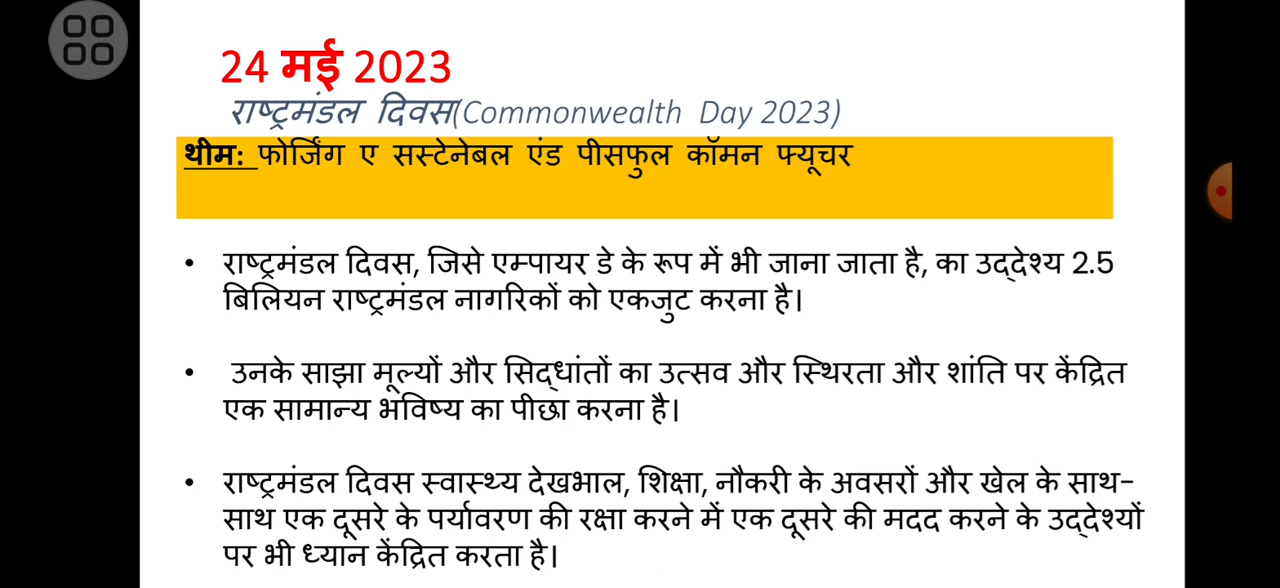 24 मई 2023
राष्ट्रमंडल दिवस(Commonwealth Day 2023)
थीम: फोर्जिंग ए सस्टेनेबल एंड पीसफुल कॉमन फ्यूचर
• राष्ट्रमंडल दिवस, जिसे एम्पायर डे के रूप में भी जाना जाता है, का उद्देश्य 2.5
बिलियन राष्ट्रमंडल नागरिकों को एकजुट करना है।
• उनके साझा मूल्यों और सिद्धांतों का उत्सव और स्थिरता और शांति पर केंद्रित
एक सामान्य भविष्य का पीछा करना है।
• राष्ट्रमंडल दिवस स्वास्थ्य देखभाल, शिक्षा, नौकरी के अवसरों और खेल के साथ-
साथ एक दूसरे के पर्यावरण की रक्षा करने में एक दूसरे की मदद करने के उद्देश्यों
पर भी ध्यान केंद्रित करता है।